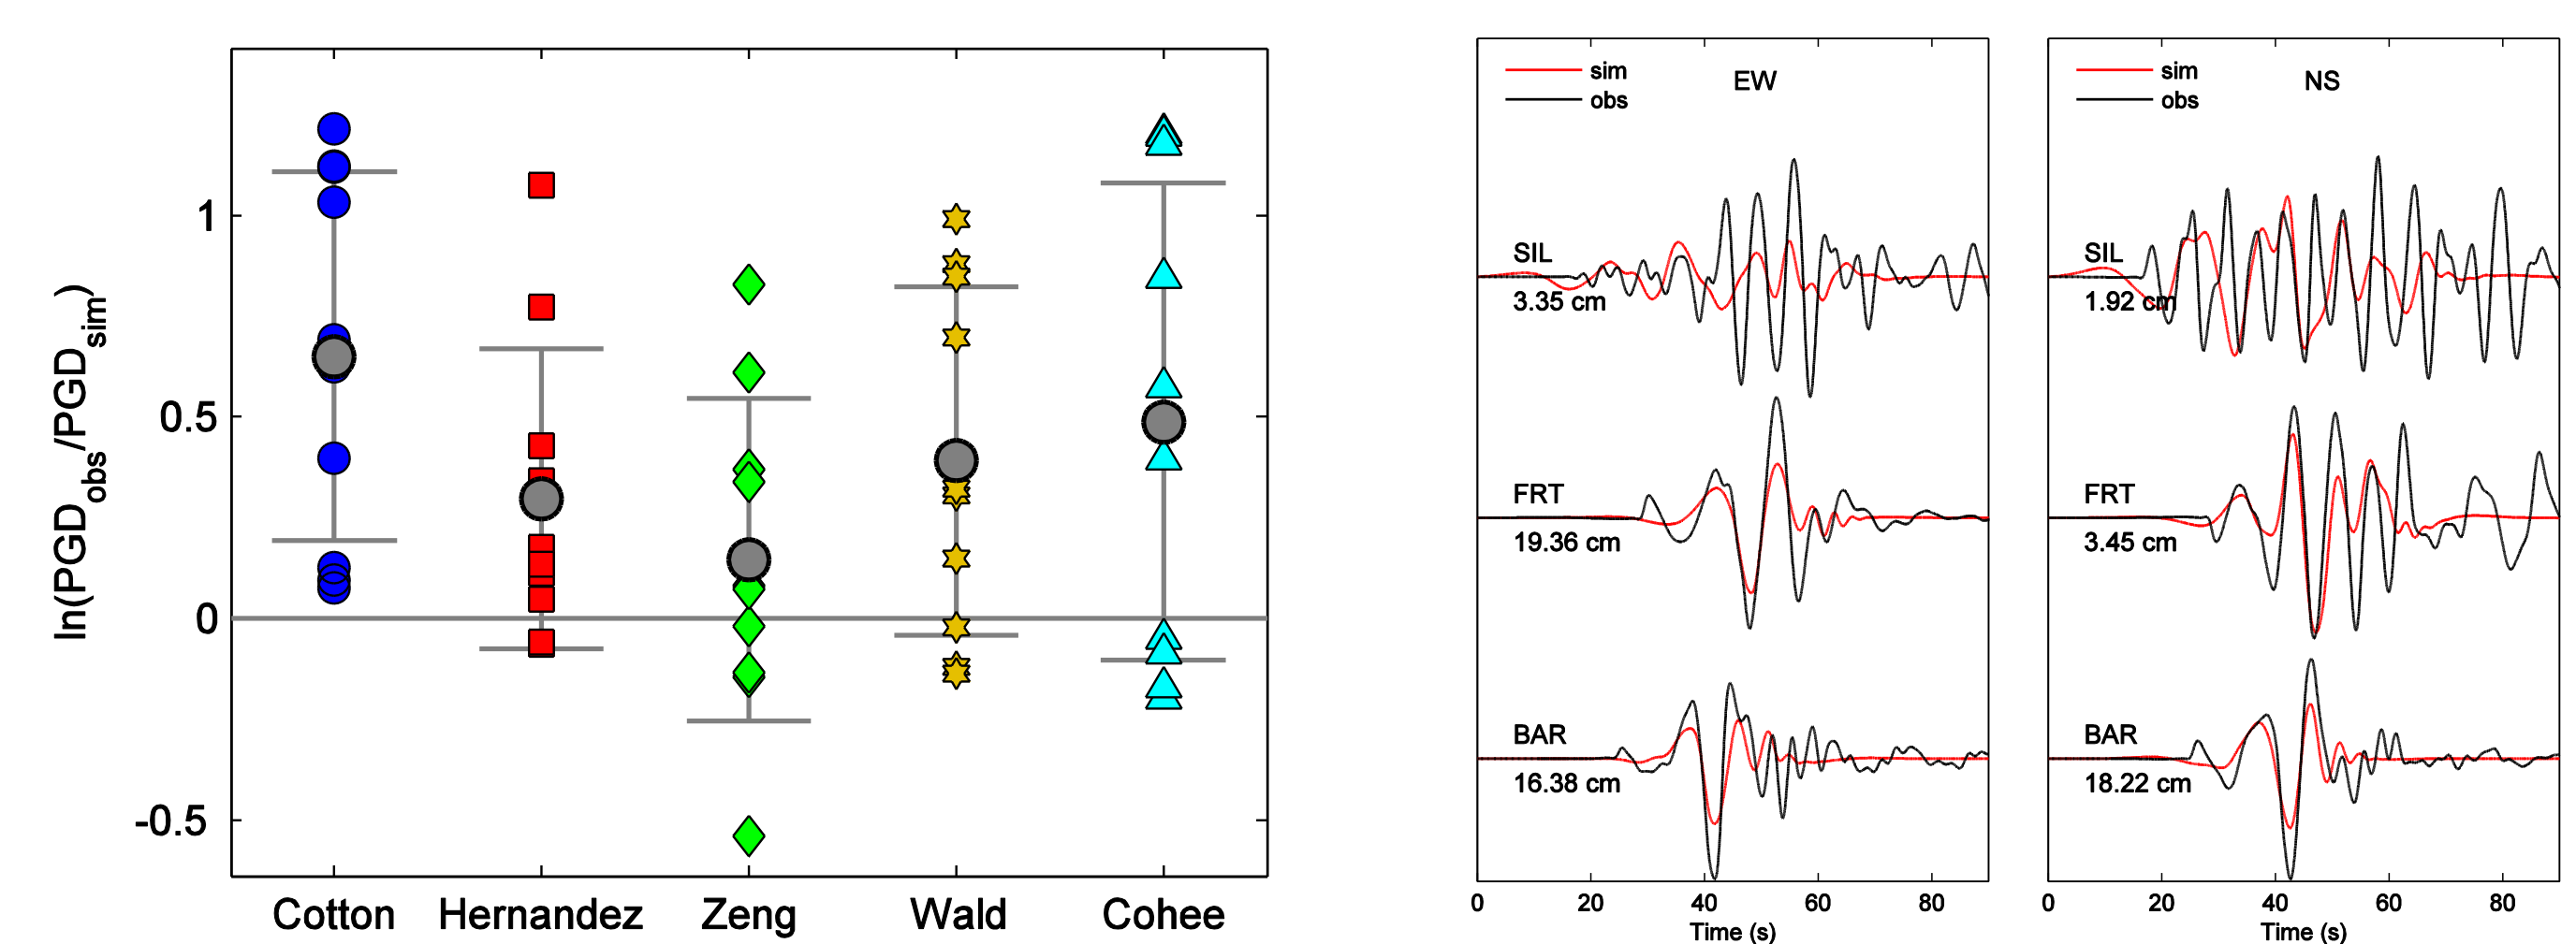 ln(PGDobs/PGDsim)
1
0.5
0
-0.5
Cotton Hernandez Zeng Wald Cohee
sim
obs
EW
SIL
3.35 cm
FRT
19.36 cm
BAR
16.38 cm
0 20 40 60 80
Time (s)
sim
obs
NS
SIL
1.92 cm
FRT
3.45 cm
BAR
18.22 cm
0 20 40 60 80
Time (s)